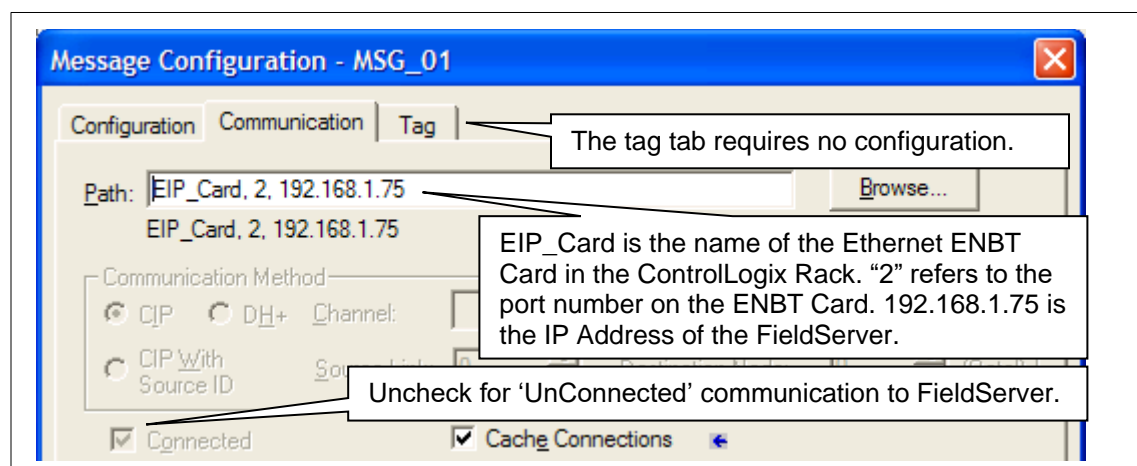 Message Configuration - MSG_01
Configuration Communication Tag
The tag tab requires no configuration.
Path: EIP_Card, 2, 192.168.1.75 Browse...
EIP_Card, 2, 192.168.1.75
EIP_Card is the name of the Ethernet ENBT
Card in the ControlLogix Rack. “2” refers to the
port number on the ENBT Card. 192.168.1.75 is
the IP Address of the FieldServer.
Communication Method
CIP DH+ Channel:
CIP With
Source ID
Uncheck for ‘UnConnected’ communication to FieldServer.
Connected Cache Connections